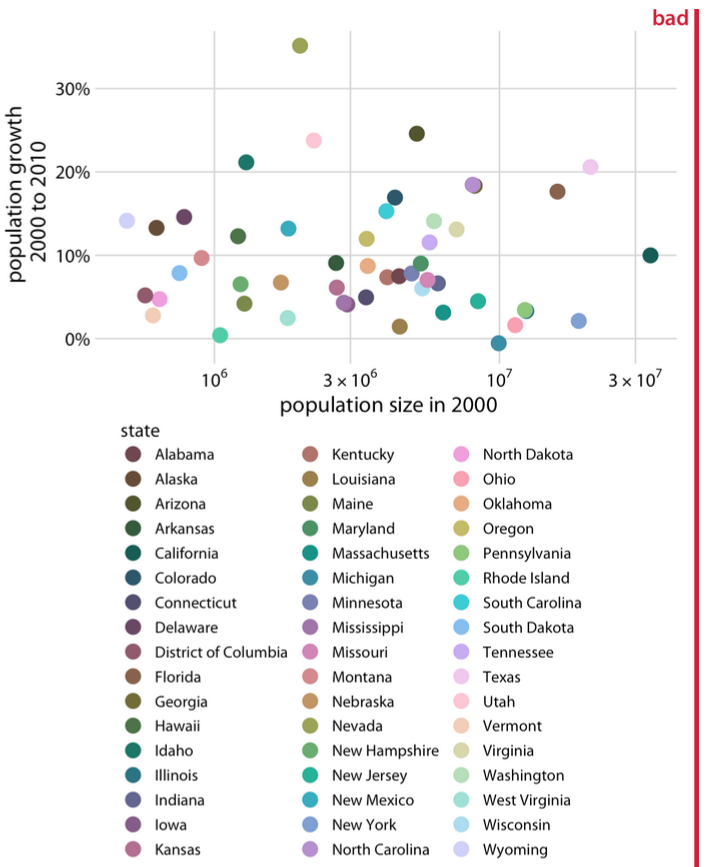 bad
population growth
2000 to 2010
30%
20%
10%
0%
10⁶
3 × 10⁶
10⁷
3 × 10⁷
population size in 2000
state
Alabama
Alaska
Arizona
Arkansas
California
Colorado
Connecticut
Delaware
District of Columbia
Florida
Georgia
Hawaii
Idaho
Illinois
Indiana
Iowa
Kansas
Kentucky
Louisiana
Maine
Maryland
Massachusetts
Michigan
Minnesota
Mississippi
Missouri
Montana
Nebraska
Nevada
New Hampshire
New Jersey
New Mexico
New York
North Carolina
North Dakota
Ohio
Oklahoma
Oregon
Pennsylvania
Rhode Island
South Carolina
South Dakota
Tennessee
Texas
Utah
Vermont
Virginia
Washington
West Virginia
Wisconsin
Wyoming